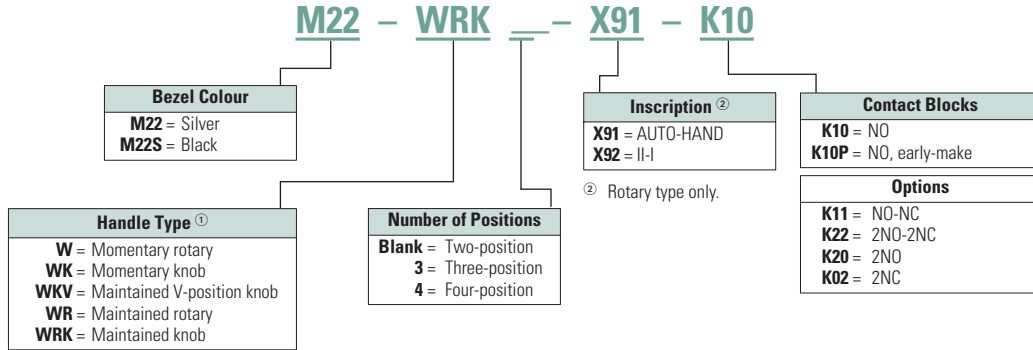 M22 – WRK __ – X91 – K10
Bezel Colour
M22 = Silver
M22S = Black
Inscription ②
X91 = AUTO-HAND
X92 = II-I
② Rotary type only.
Contact Blocks
K10 = NO
K10P = NO, early-make
Options
K11 = NO-NC
K22 = 2NO-2NC
K20 = 2NO
K02 = 2NC
Handle Type ①
W = Momentary rotary
WK = Momentary knob
WKV = Maintained V-position knob
WR = Maintained rotary
WRK = Maintained knob
Number of Positions
Blank = Two-position
3 = Three-position
4 = Four-position